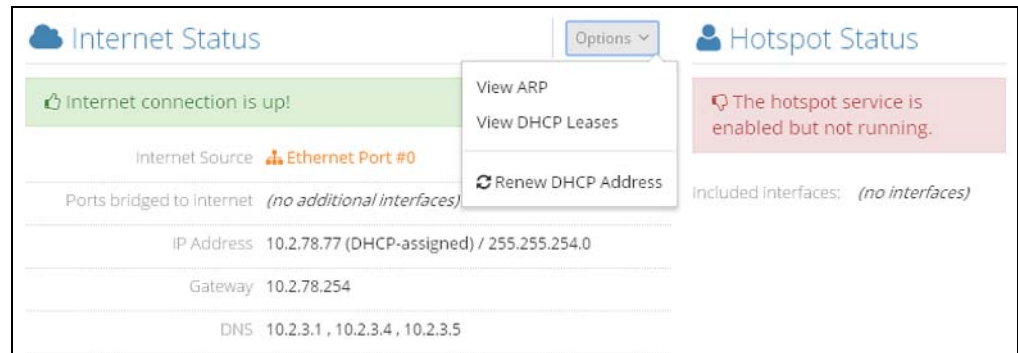 Internet Status
Options
Hotspot Status
Internet connection is up!
View ARP
View DHCP Leases
Renew DHCP Address
The hotspot service is
enabled but not running.
Internet Source Ethernet Port #0
Included interfaces: (no interfaces)
Ports bridged to internet (no additional interfaces)
IP Address 10.2.78.77 (DHCP-assigned) / 255.255.254.0
Gateway 10.2.78.254
DNS 10.2.3.1 , 10.2.3.4 , 10.2.3.5